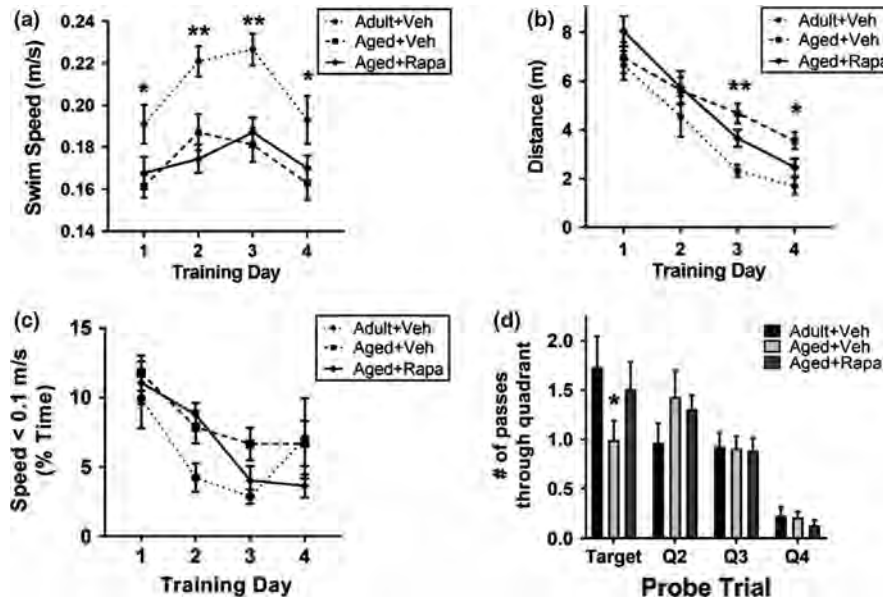 (a)
Swim Speed (m/s)
0.24
0.22
0.20
0.18
0.16
0.14
*
**
**
*
Adult+Veh
Aged+Veh
Aged+Rapa
1 2 3 4
Training Day
(b)
Distance (m)
8
6
4
2
0
**
*
Adult+Veh
Aged+Veh
Aged+Rapa
1 2 3 4
Training Day
(c)
Speed < 0.1 m/s
(% Time)
15
10
5
0
Adult+Veh
Aged+Veh
Aged+Rapa
1 2 3 4
Training Day
(d)
# of passes
through quadrant
2.0
1.5
1.0
0.5
0.0
*
Adult+Veh
Aged+Veh
Aged+Rapa
Target Q2 Q3 Q4
Probe Trial